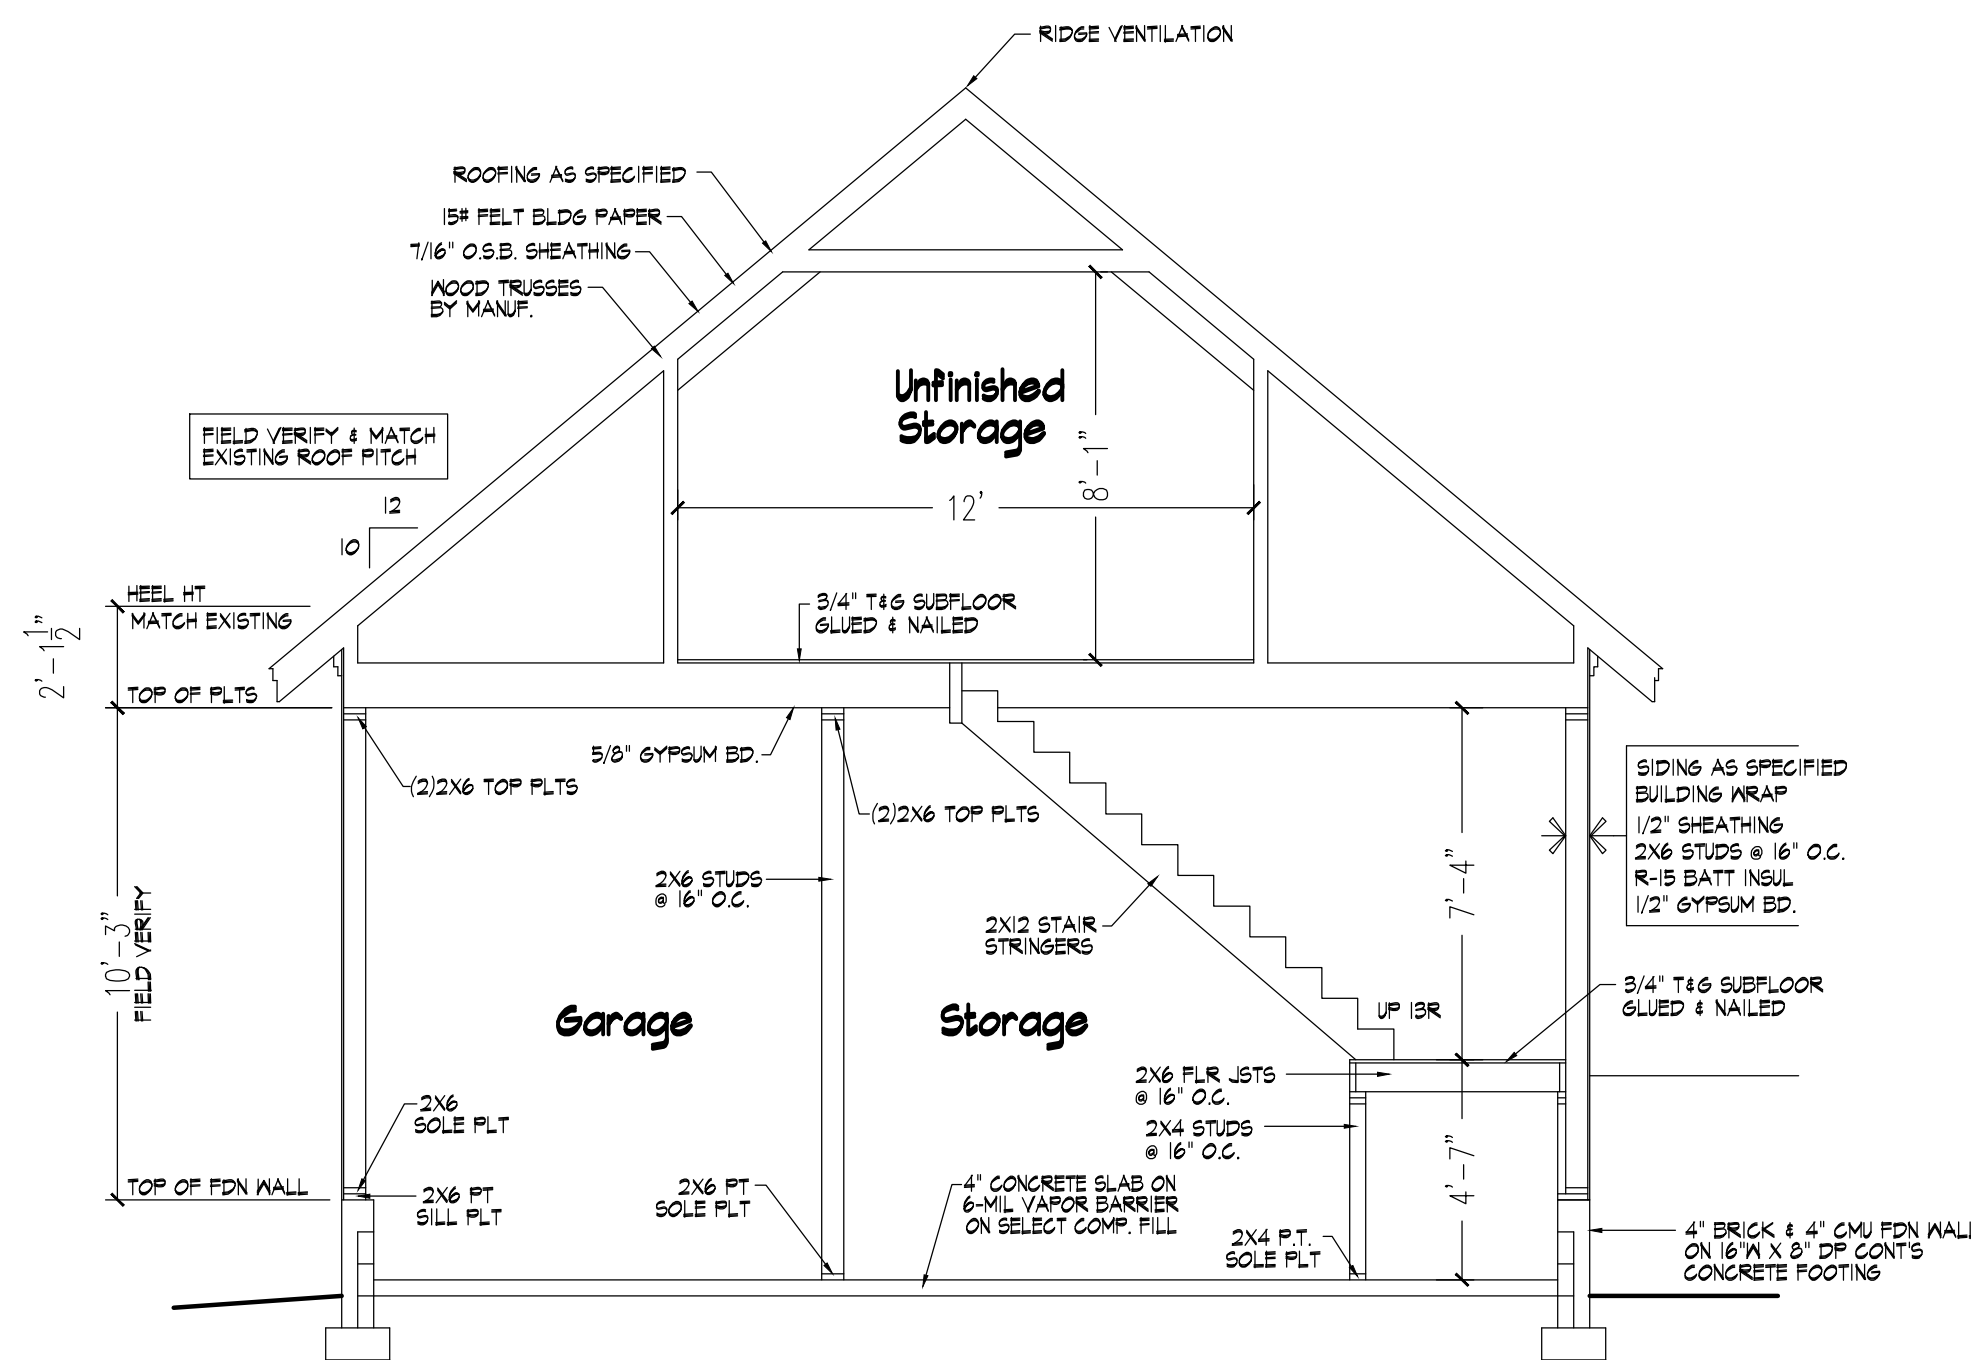 RIDGE VENTILATION
ROOFING AS SPECIFIED
15# FELT BLDG PAPER
7/16" O.S.B. SHEATHING
WOOD TRUSSES
BY MANUF.
Unfinished
Storage
8'-1"
12'
FIELD VERIFY & MATCH
EXISTING ROOF PITCH
12
10
HEEL HT
MATCH EXISTING
2'-1 1/2"
TOP OF PLTS
3/4" T&G SUBFLOOR
GLUED & NAILED
5/8" GYPSUM BD.
(2)2X6 TOP PLTS
(2)2X6 TOP PLTS
SIDING AS SPECIFIED
BUILDING WRAP
1/2" SHEATHING
2X6 STUDS @ 16" O.C.
R-15 BATT INSUL
1/2" GYPSUM BD.
7'-4"
2X6 STUDS
@ 16" O.C.
2X12 STAIR
STRINGERS
10'-3"
FIELD VERIFY
Garage
Storage
UP 13R
3/4" T&G SUBFLOOR
GLUED & NAILED
2X6 FLR JSTS
@ 16" O.C.
2X4 STUDS
@ 16" O.C.
4'-7"
2X6
SOLE PLT
TOP OF FDN WALL
2X6 PT
SILL PLT
2X6 PT
SOLE PLT
4" CONCRETE SLAB ON
6-MIL VAPOR BARRIER
ON SELECT COMP. FILL
2X4 P.T.
SOLE PLT
4" BRICK & 4" CMU FDN WALL
ON 16"W X 8" DP CONT'S
CONCRETE FOOTING